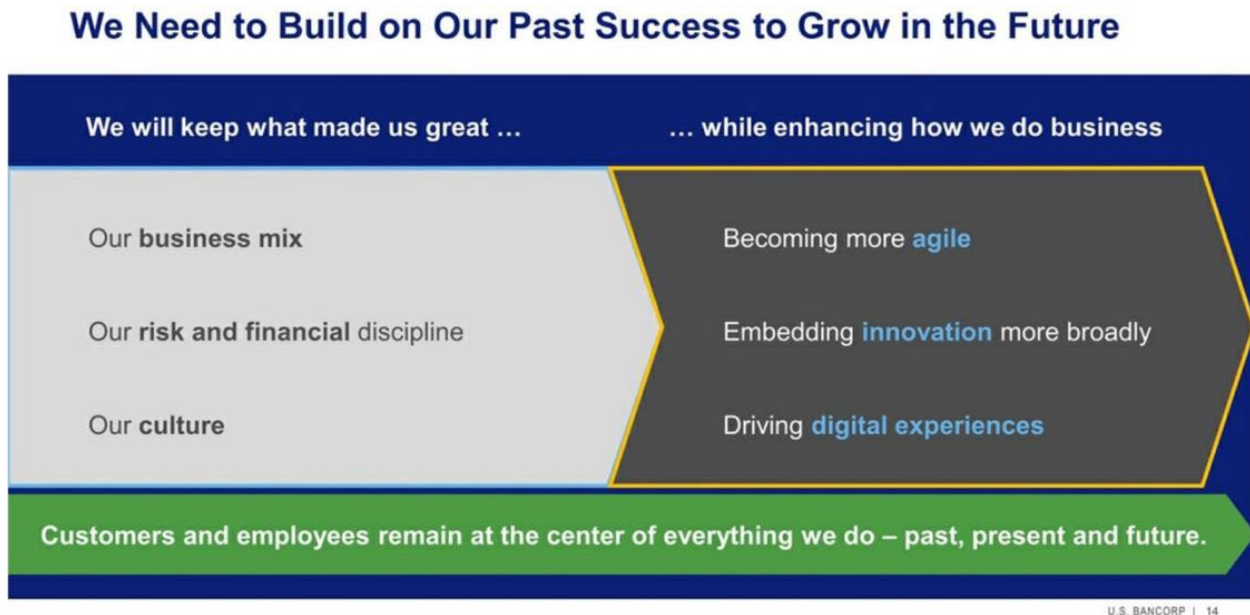 We Need to Build on Our Past Success to Grow in the Future
We will keep what made us great ...
... while enhancing how we do business
Our business mix
Our risk and financial discipline
Our culture
Becoming more agile
Embedding innovation more broadly
Driving digital experiences
Customers and employees remain at the center of everything we do – past, present and future.
U.S. BANCORP | 14